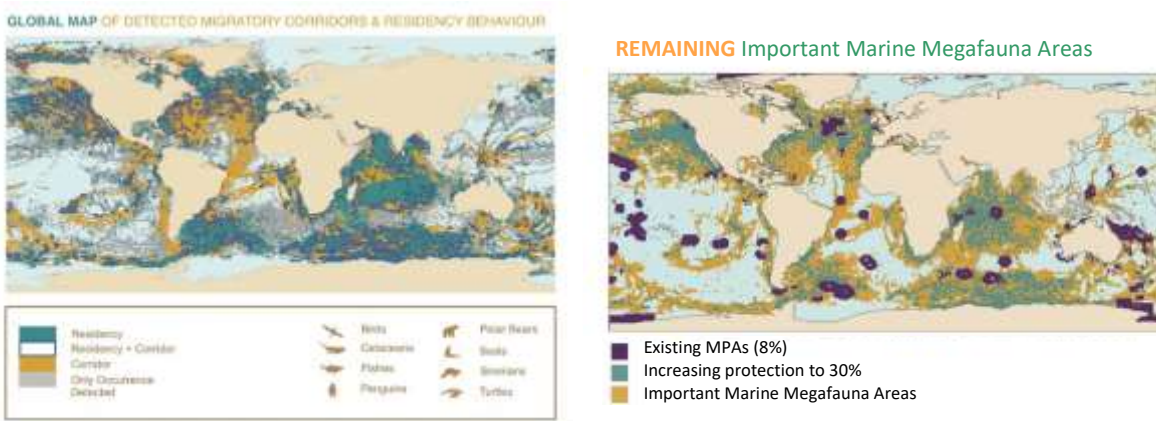 GLOBAL MAP OF DETECTED MIGRATORY CORRIDORS & RESIDENCY BEHAVIOUR
Residency
Residency + Corridor
Corridor
Only Occurrence
Detected
Birds
Cetaceans
Fishes
Penguins
Polar Bears
Seals
Sirenians
Turtles
REMAINING Important Marine Megafauna Areas
Existing MPAs (8%)
Increasing protection to 30%
Important Marine Megafauna Areas